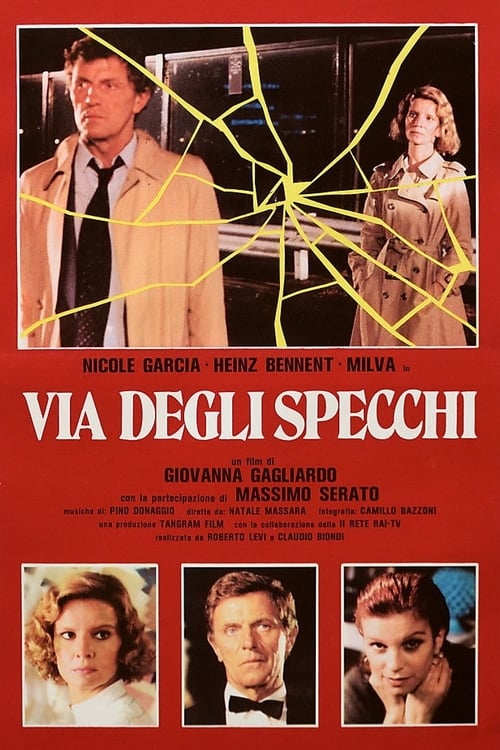 NICOLE GARCIA · HEINZ BENNENT · MILVA in
VIA DEGLI SPECCHI
un film di
GIOVANNA GAGLIARDO
con la partecipazione di MASSIMO SERATO
musiche di: PINO DONAGGIO dirette da: NATALE MASSARA fotografia: CAMILLO BAZZONI
una produzione TANGRAM FILM con la collaborazione della II RETE RAI-TV
realizzata da ROBERTO LEVI e CLAUDIO BIONDI